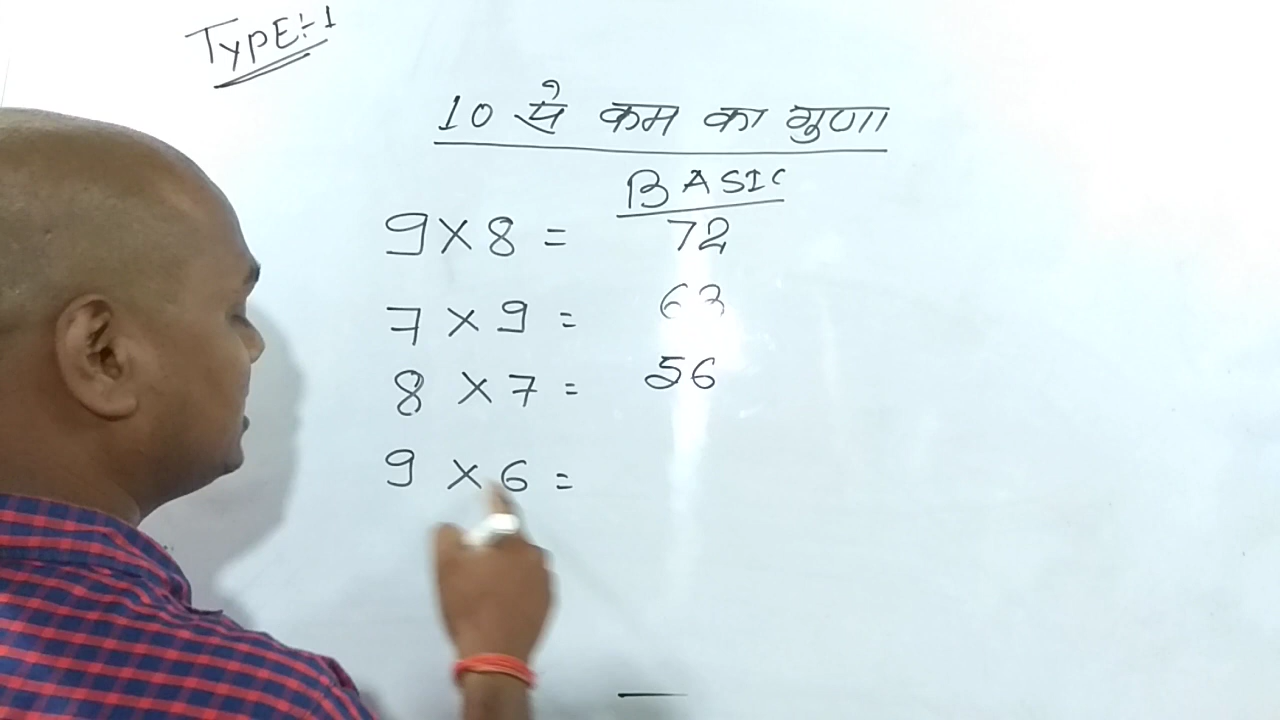 TYPE:-1
10 से कम का गुणा
BASIC
9×8 = 72
7×9 = 63
8×7 = 56
9×6 =